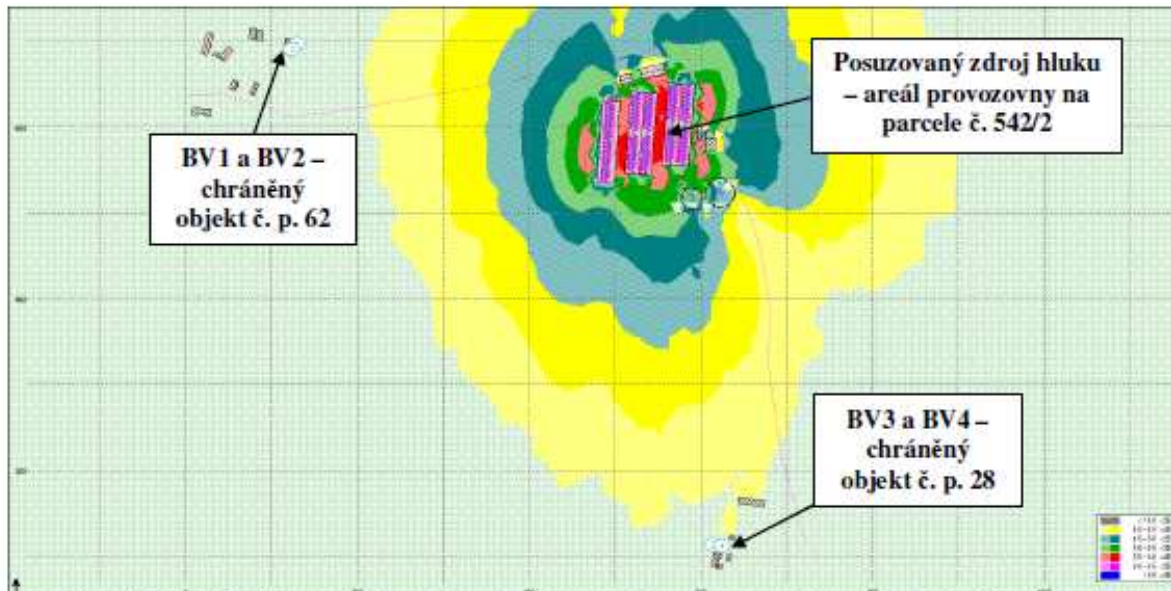 Posuzovaný zdroj hluku
– areál provozovny na
parcele č. 542/2
BV1 a BV2 –
chráněný
objekt č. p. 62
BV3 a BV4 –
chráněný
objekt č. p. 28